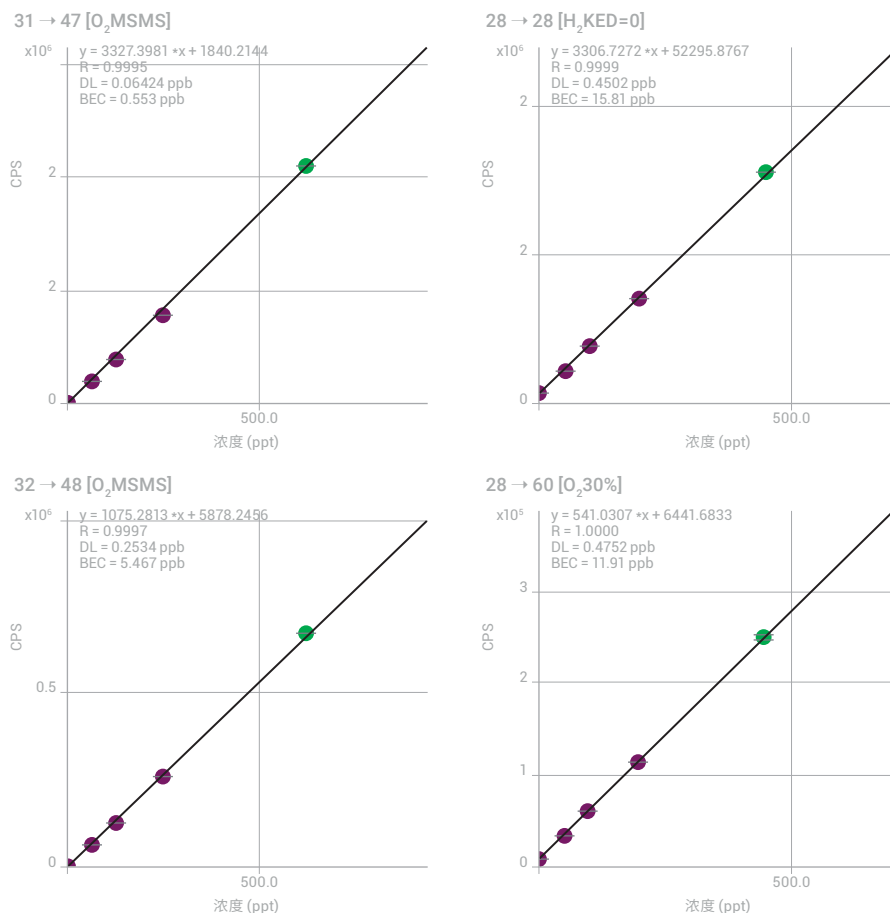 31 → 47 [O₂MSMS]
x10⁶
y = 3327.3981 *x + 1840.2144
R = 0.9995
DL = 0.06424 ppb
BEC = 0.553 ppb
CPS
2
2
0
500.0
浓度 (ppt)
28 → 28 [H₂KED=0]
x10⁶
y = 3306.7272 *x + 52295.8767
R = 0.9999
DL = 0.4502 ppb
BEC = 15.81 ppb
CPS
2
2
0
500.0
浓度 (ppt)
32 → 48 [O₂MSMS]
x10⁶
y = 1075.2813 *x + 5878.2456
R = 0.9997
DL = 0.2534 ppb
BEC = 5.467 ppb
CPS
0.5
0
500.0
浓度 (ppt)
28 → 60 [O₂30%]
x10⁵
y = 541.0307 *x + 6441.6833
R = 1.0000
DL = 0.4752 ppb
BEC = 11.91 ppb
CPS
3
2
1
0
500.0
浓度 (ppt)